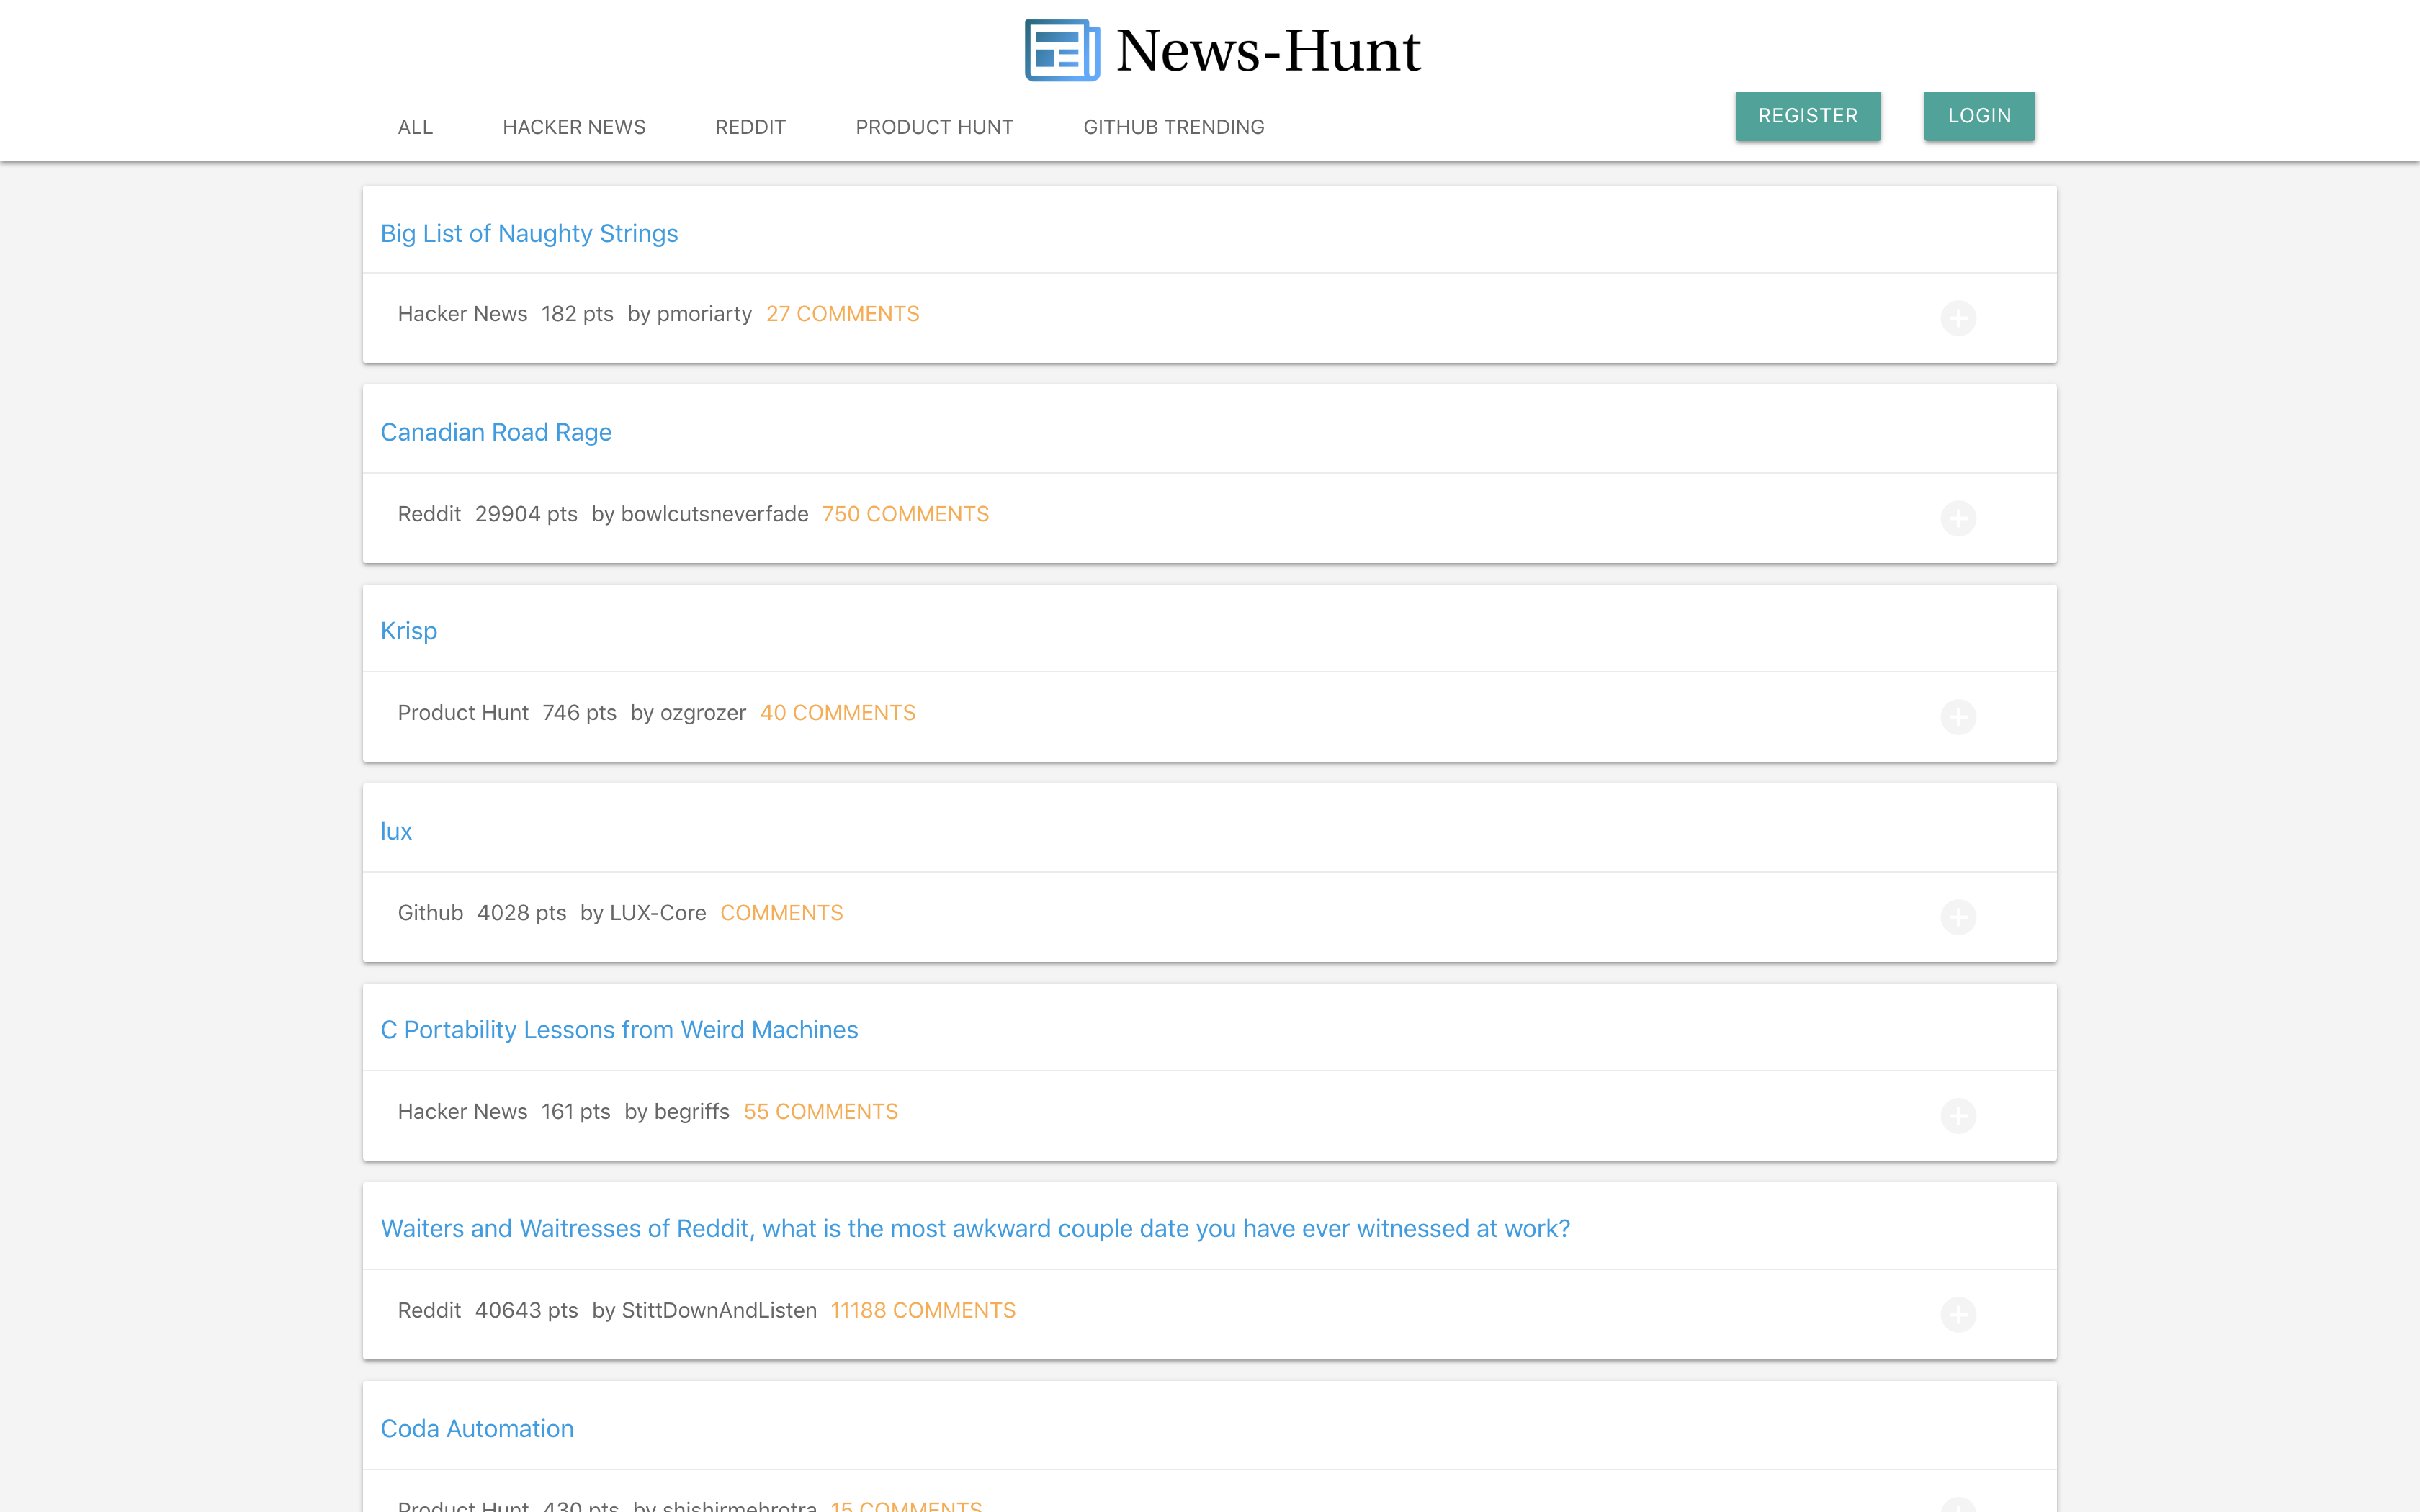 News-Hunt
ALL HACKER NEWS REDDIT PRODUCT HUNT GITHUB TRENDING REGISTER LOGIN
Big List of Naughty Strings
Hacker News 182 pts by pmoriarty 27 COMMENTS
Canadian Road Rage
Reddit 29904 pts by bowlcutsneverfade 750 COMMENTS
Krisp
Product Hunt 746 pts by ozgrozer 40 COMMENTS
lux
Github 4028 pts by LUX-Core COMMENTS
C Portability Lessons from Weird Machines
Hacker News 161 pts by begriffs 55 COMMENTS
Waiters and Waitresses of Reddit, what is the most awkward couple date you have ever witnessed at work?
Reddit 40643 pts by StittDownAndListen 11188 COMMENTS
Coda Automation
Product Hunt 430 pts by shishirmehrotra 15 COMMENTS